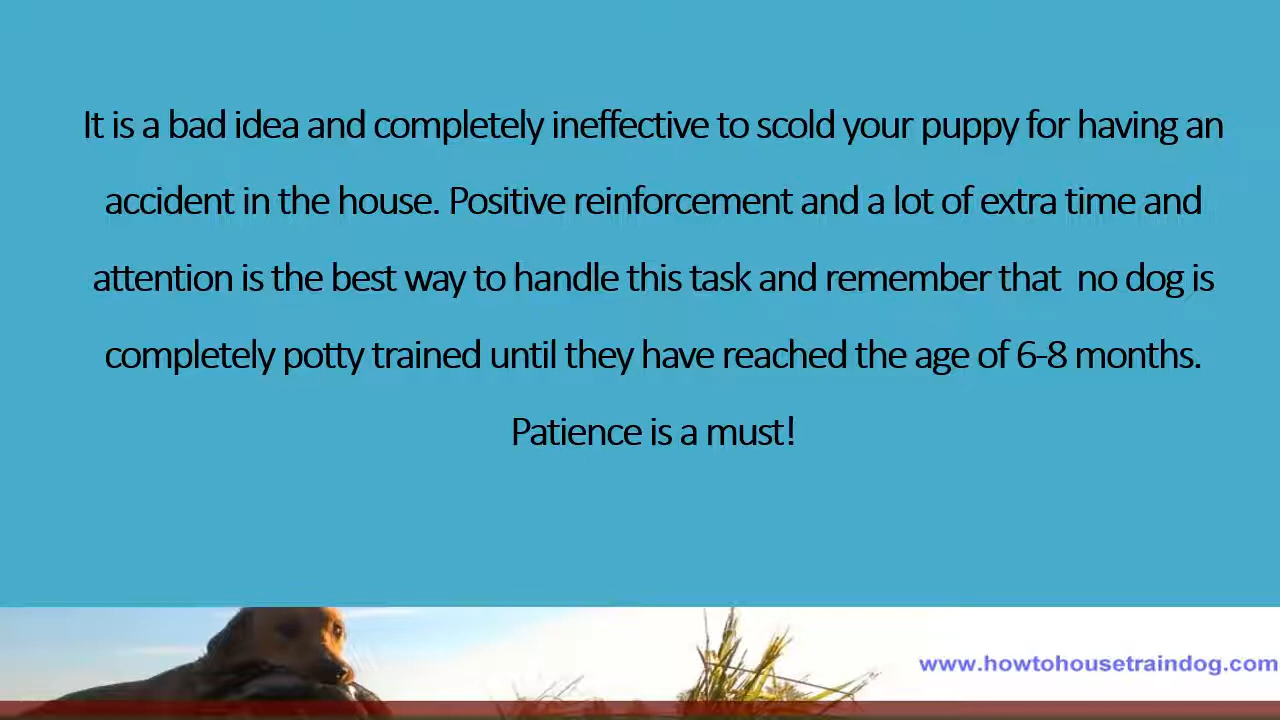 It is a bad idea and completely ineffective to scold your puppy for having an
accident in the house. Positive reinforcement and a lot of extra time and
attention is the best way to handle this task and remember that  no dog is
completely potty trained until they have reached the age of 6-8 months.
Patience is a must!
www.howtohousetraindog.com